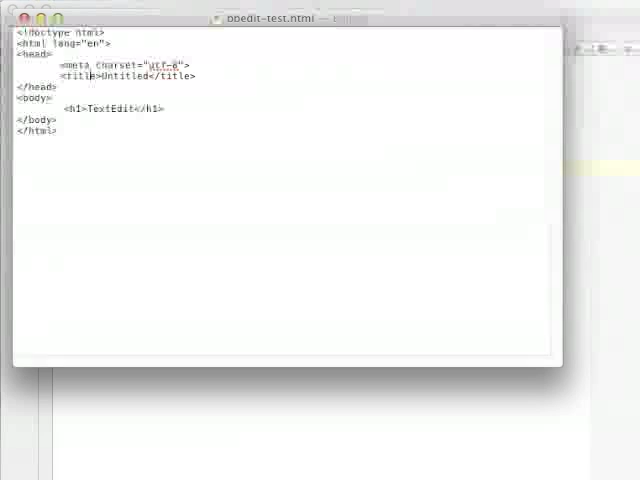 bbedit-test.html
<!doctype html>
<html lang="en">
<head>
<meta charset="utf-8">
<title>Untitled</title>
</head>
<body>
<h1>TextEdit</h1>
</body>
</html>